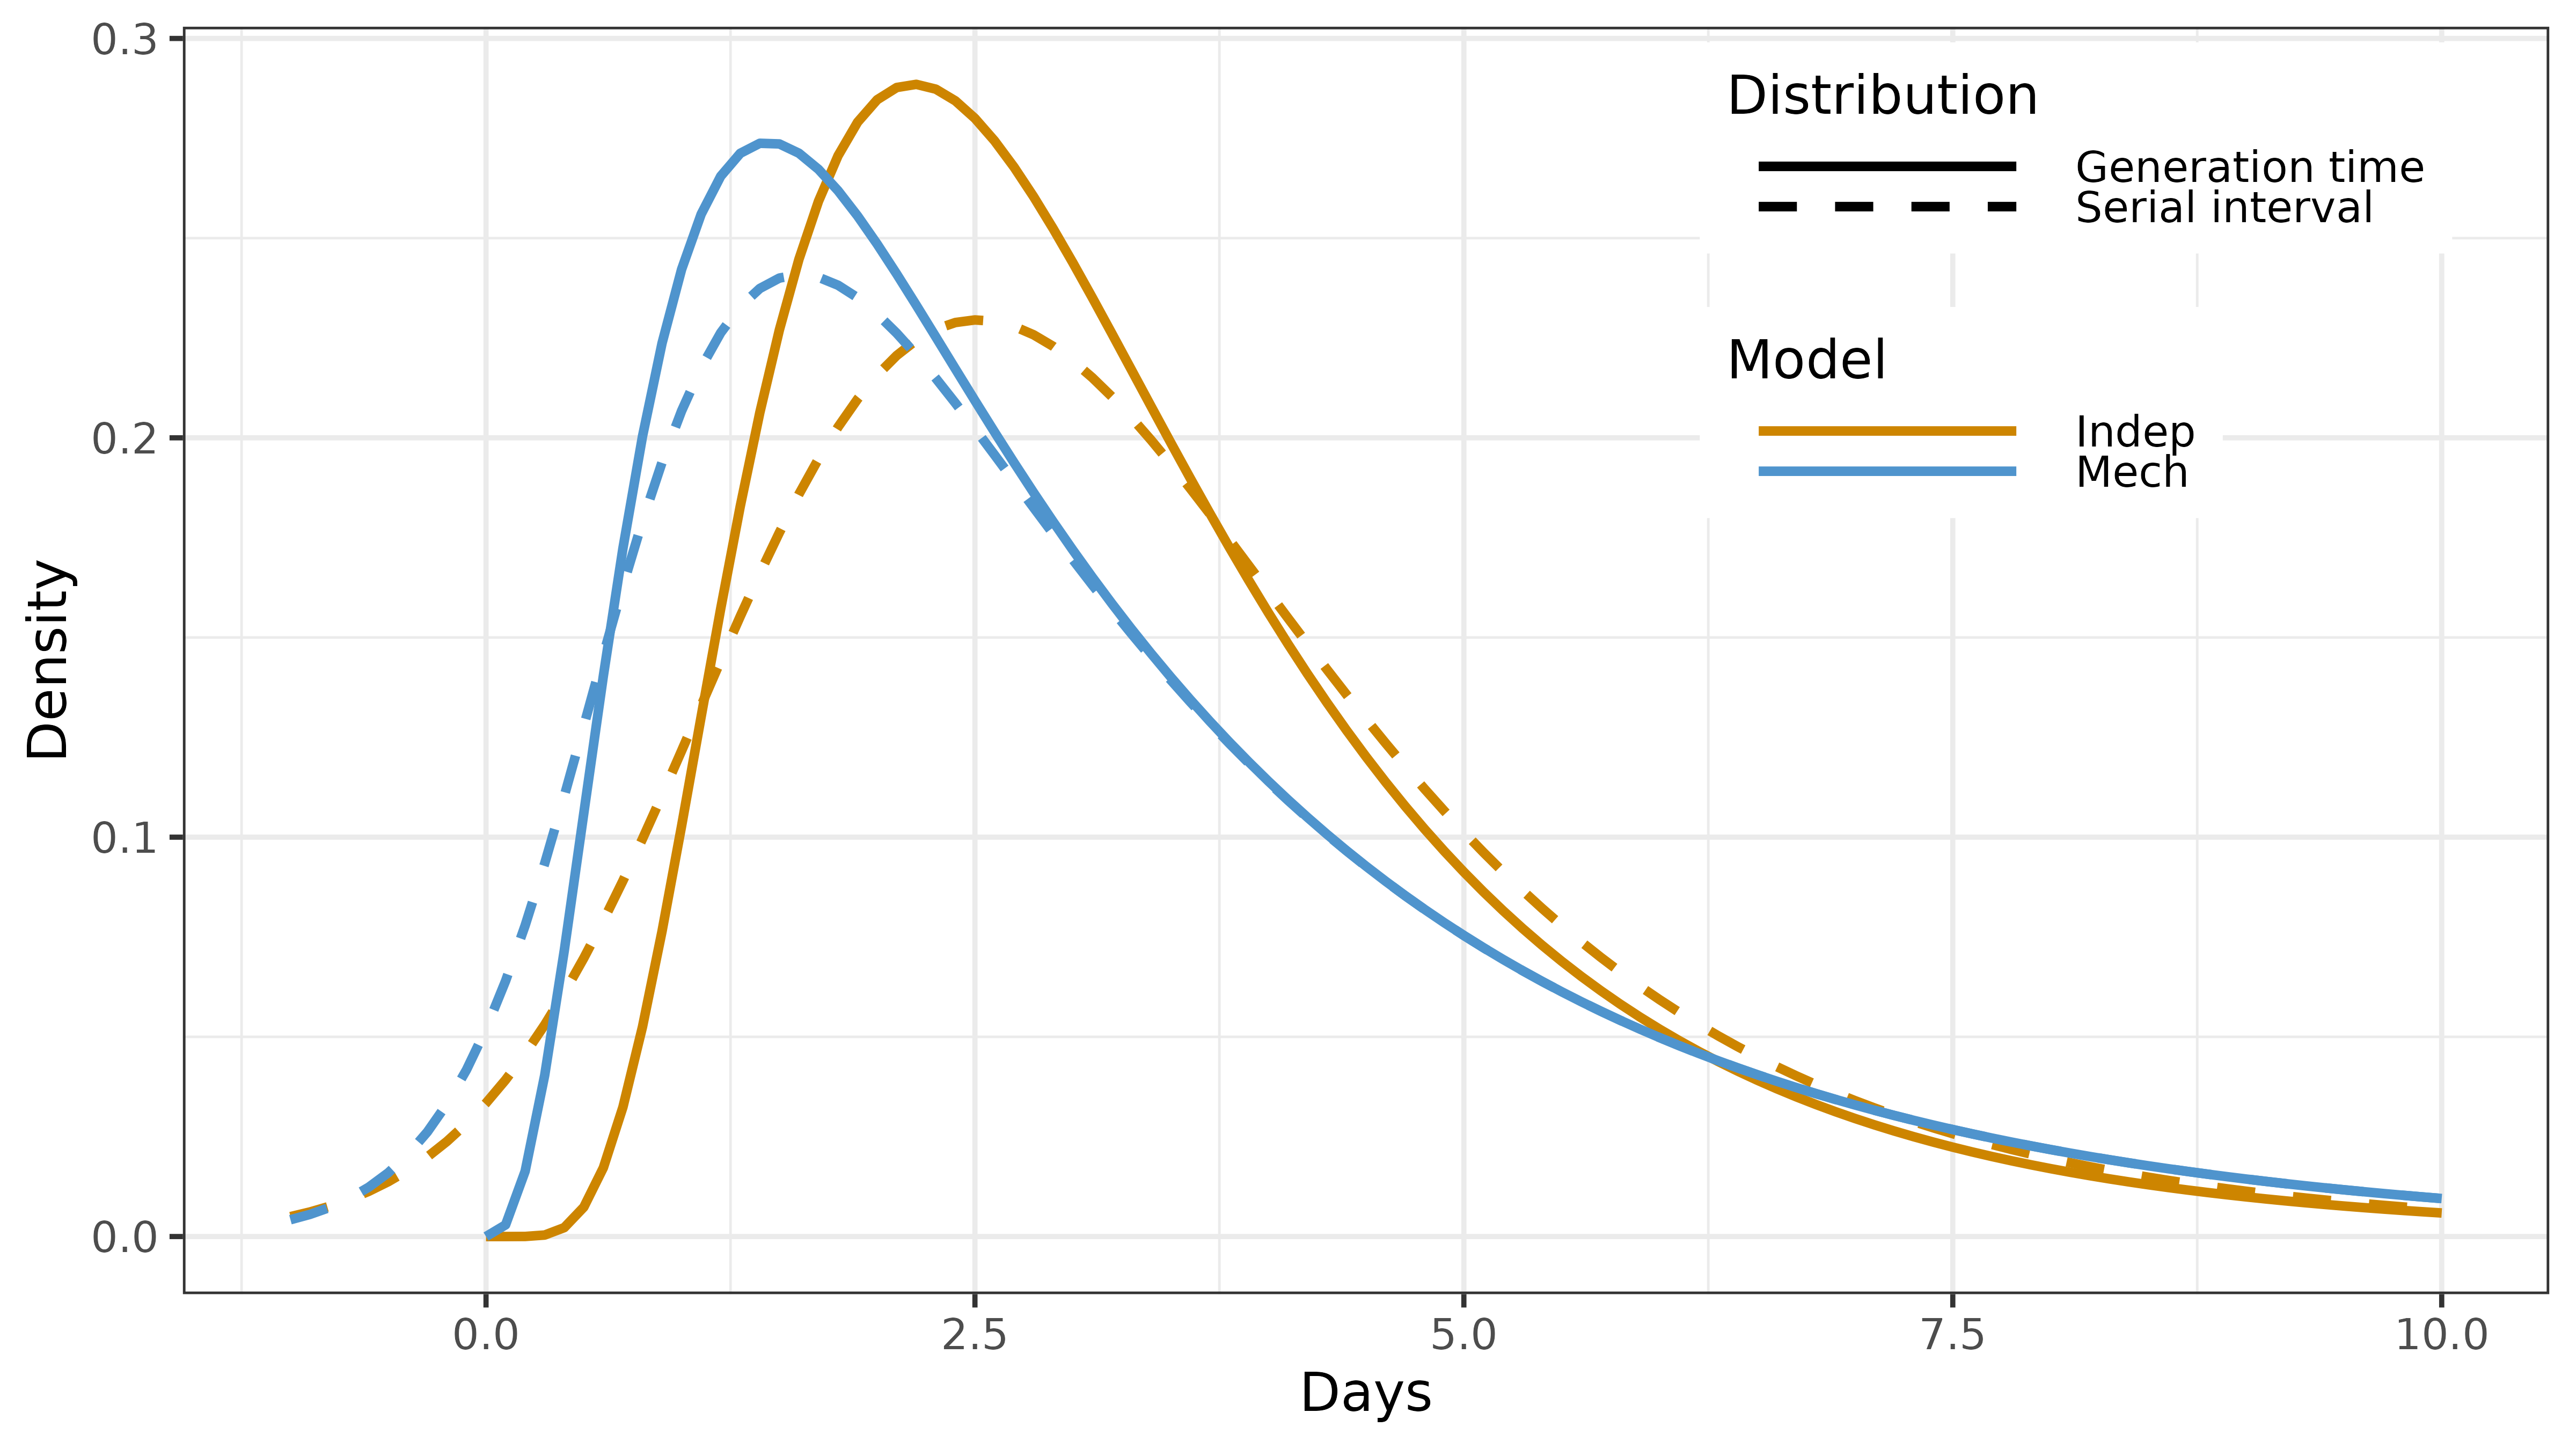 Density
0.3
0.2
0.1
0.0
0.0
2.5
5.0
7.5
10.0
Days
Distribution
Generation time
Serial interval
Model
Indep
Mech